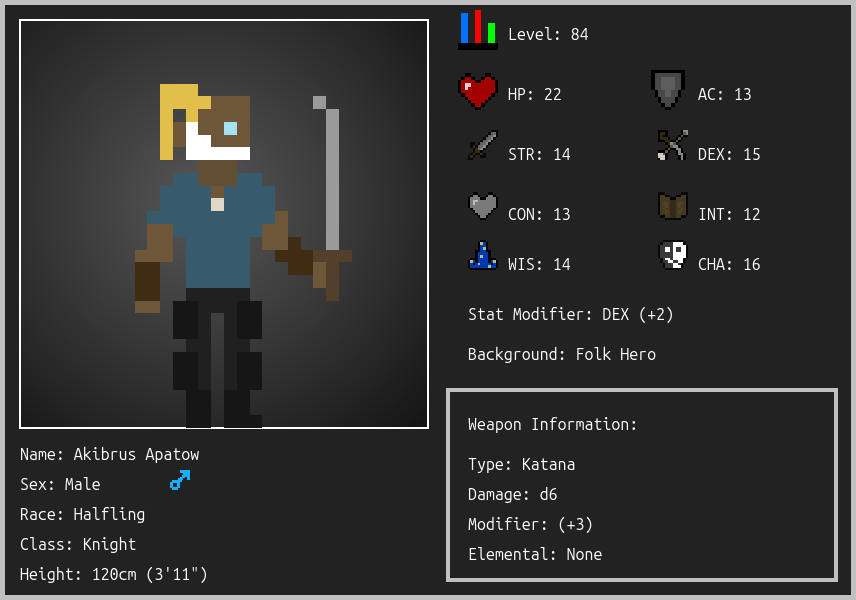 Level: 84
HP: 22
AC: 13
STR: 14
DEX: 15
CON: 13
INT: 12
WIS: 14
CHA: 16
Stat Modifier: DEX (+2)
Background: Folk Hero
Weapon Information:
Type: Katana
Damage: d6
Modifier: (+3)
Elemental: None
Name: Akibrus Apatow
Sex: Male
Race: Halfling
Class: Knight
Height: 120cm (3'11")